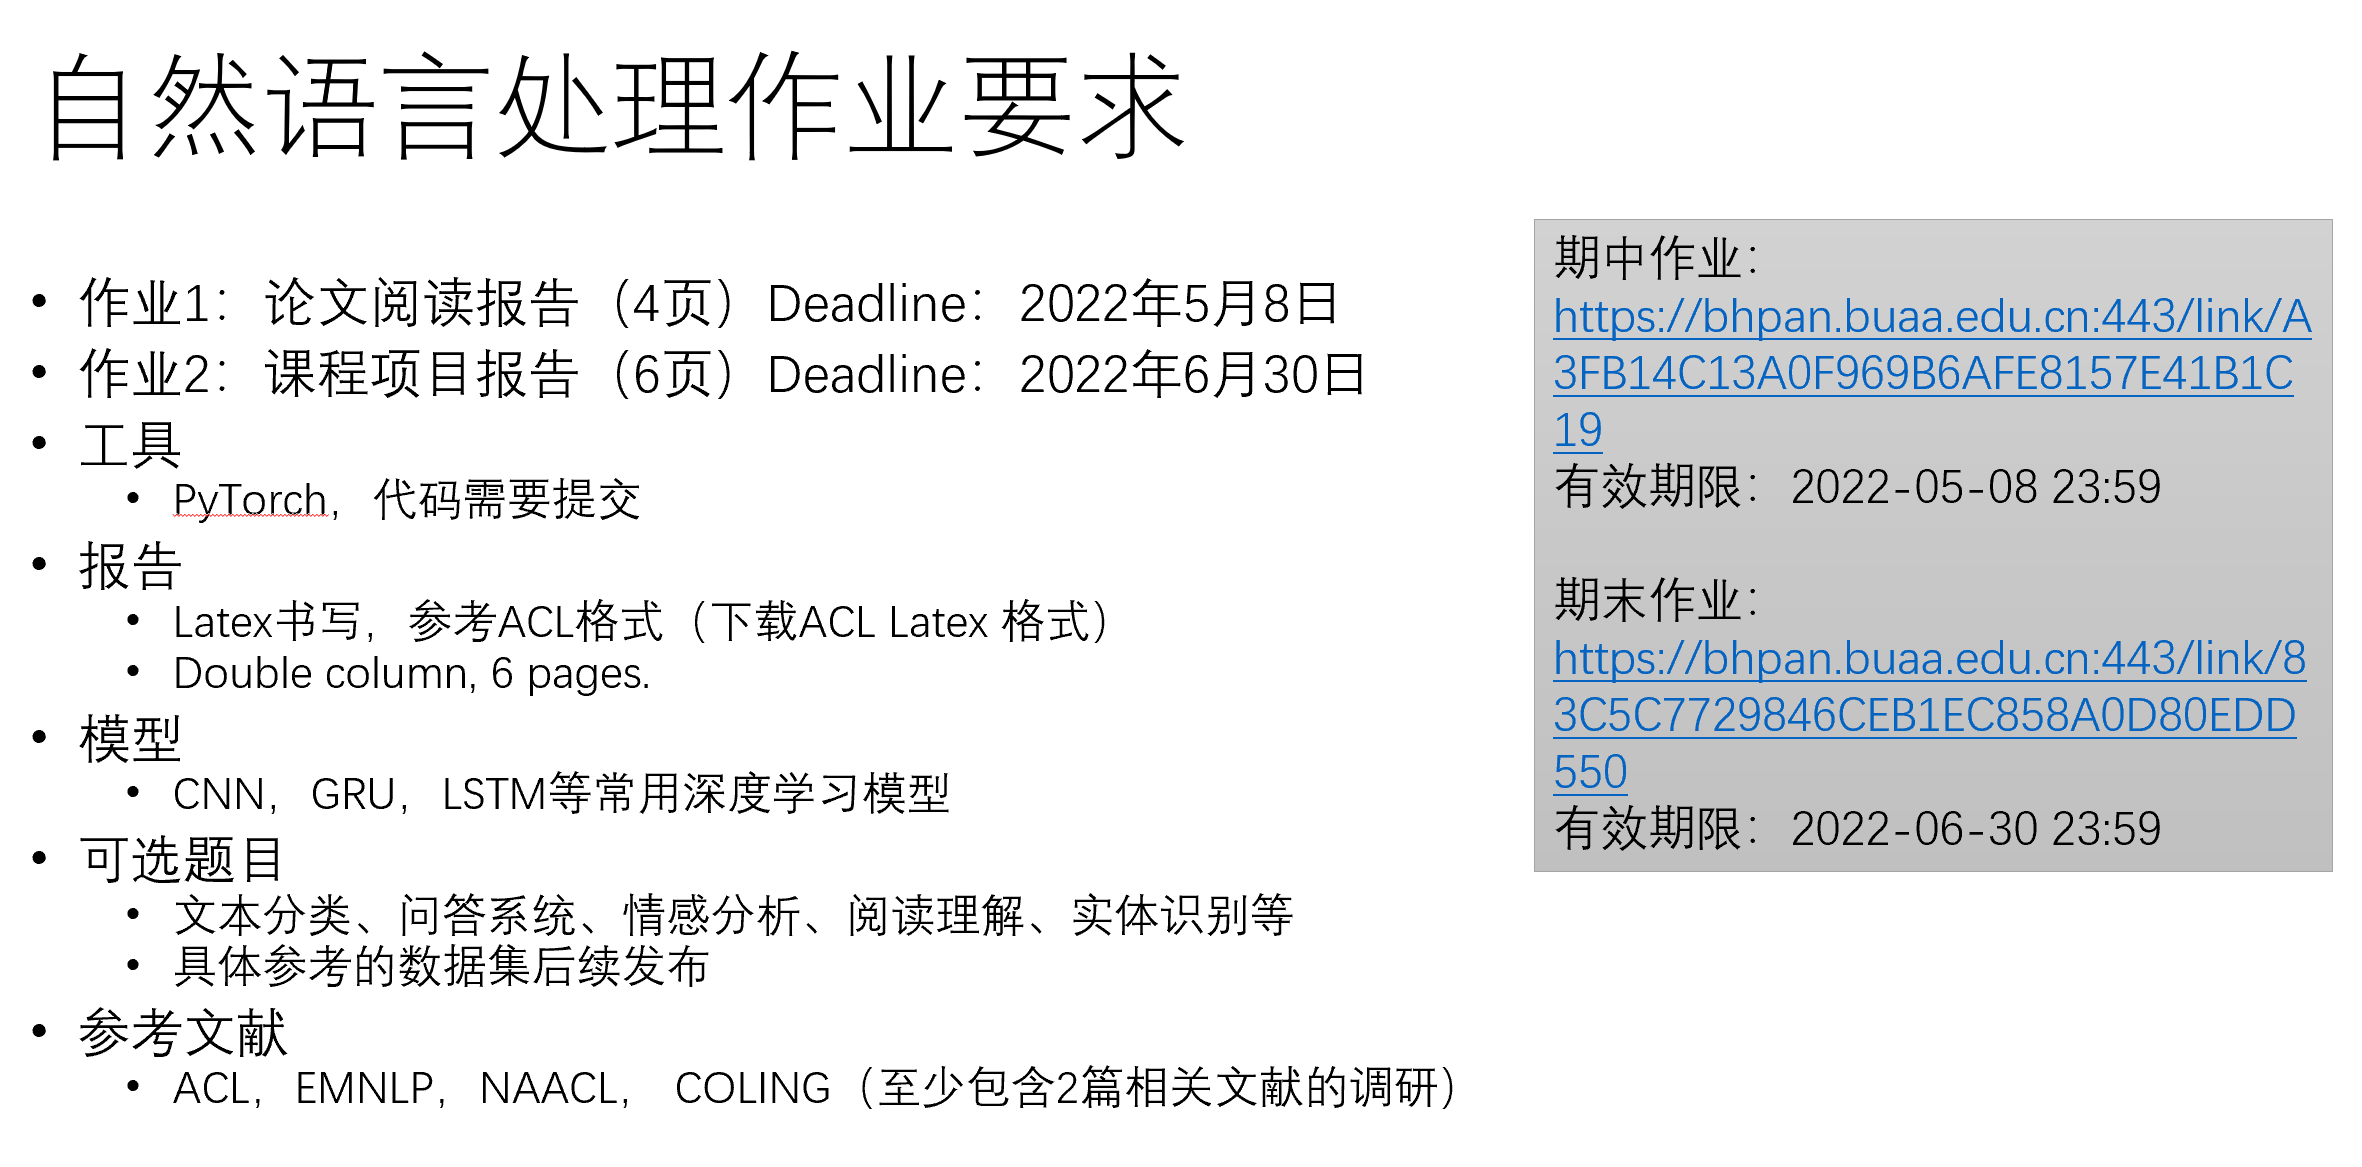 自然语言处理作业要求
• 作业1：论文阅读报告（4页）Deadline：2022年5月8日
• 作业2：课程项目报告（6页）Deadline：2022年6月30日
• 工具
• PyTorch，代码需要提交
• 报告
• Latex书写，参考ACL格式（下载ACL Latex 格式）
• Double column, 6 pages.
• 模型
• CNN，GRU，LSTM等常用深度学习模型
• 可选题目
• 文本分类、问答系统、情感分析、阅读理解、实体识别等
• 具体参考的数据集后续发布
• 参考文献
• ACL，EMNLP，NAACL， COLING（至少包含2篇相关文献的调研）
期中作业：
https://bhpan.buaa.edu.cn:443/link/A
3FB14C13A0F969B6AFE8157E41B1C
19
有效期限：2022-05-08 23:59
期末作业：
https://bhpan.buaa.edu.cn:443/link/8
3C5C7729846CEB1EC858A0D80EDD
550
有效期限：2022-06-30 23:59